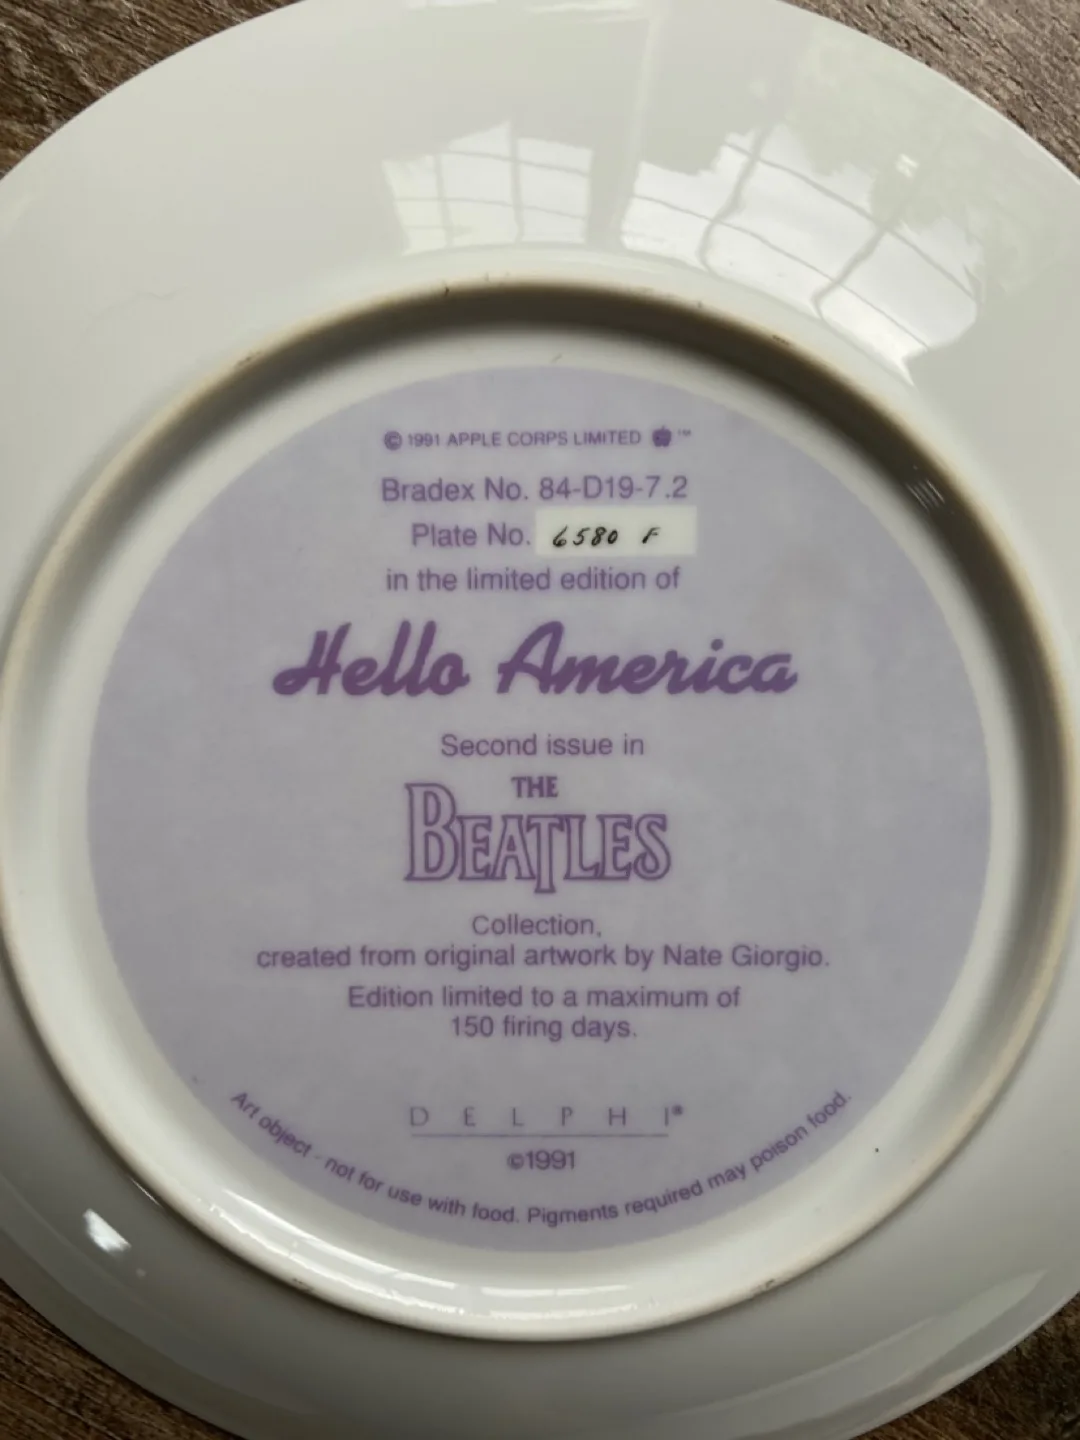 © 1991 APPLE CORPS LIMITED ™
Bradex No. 84-D19-7.2
Plate No. 6580 F
in the limited edition of
Hello America
Second issue in
THE
BEATLES
Collection,
created from original artwork by Nate Giorgio.
Edition limited to a maximum of
150 firing days.
DELPHI®
©1991
Art object - not for use with food. Pigments required may poison food.